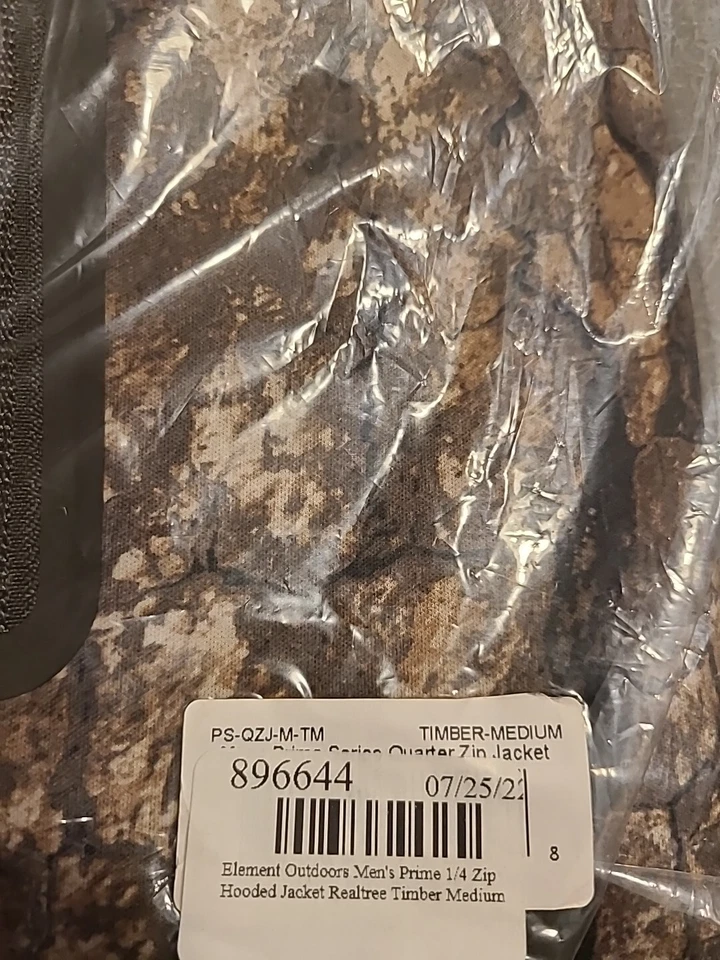 PS-QZJ-M-TM TIMBER-MEDIUM
Prime Series Quarter Zip Jacket
896644 07/25/22
8
Element Outdoors Men's Prime 1/4 Zip
Hooded Jacket Realtree Timber Medium